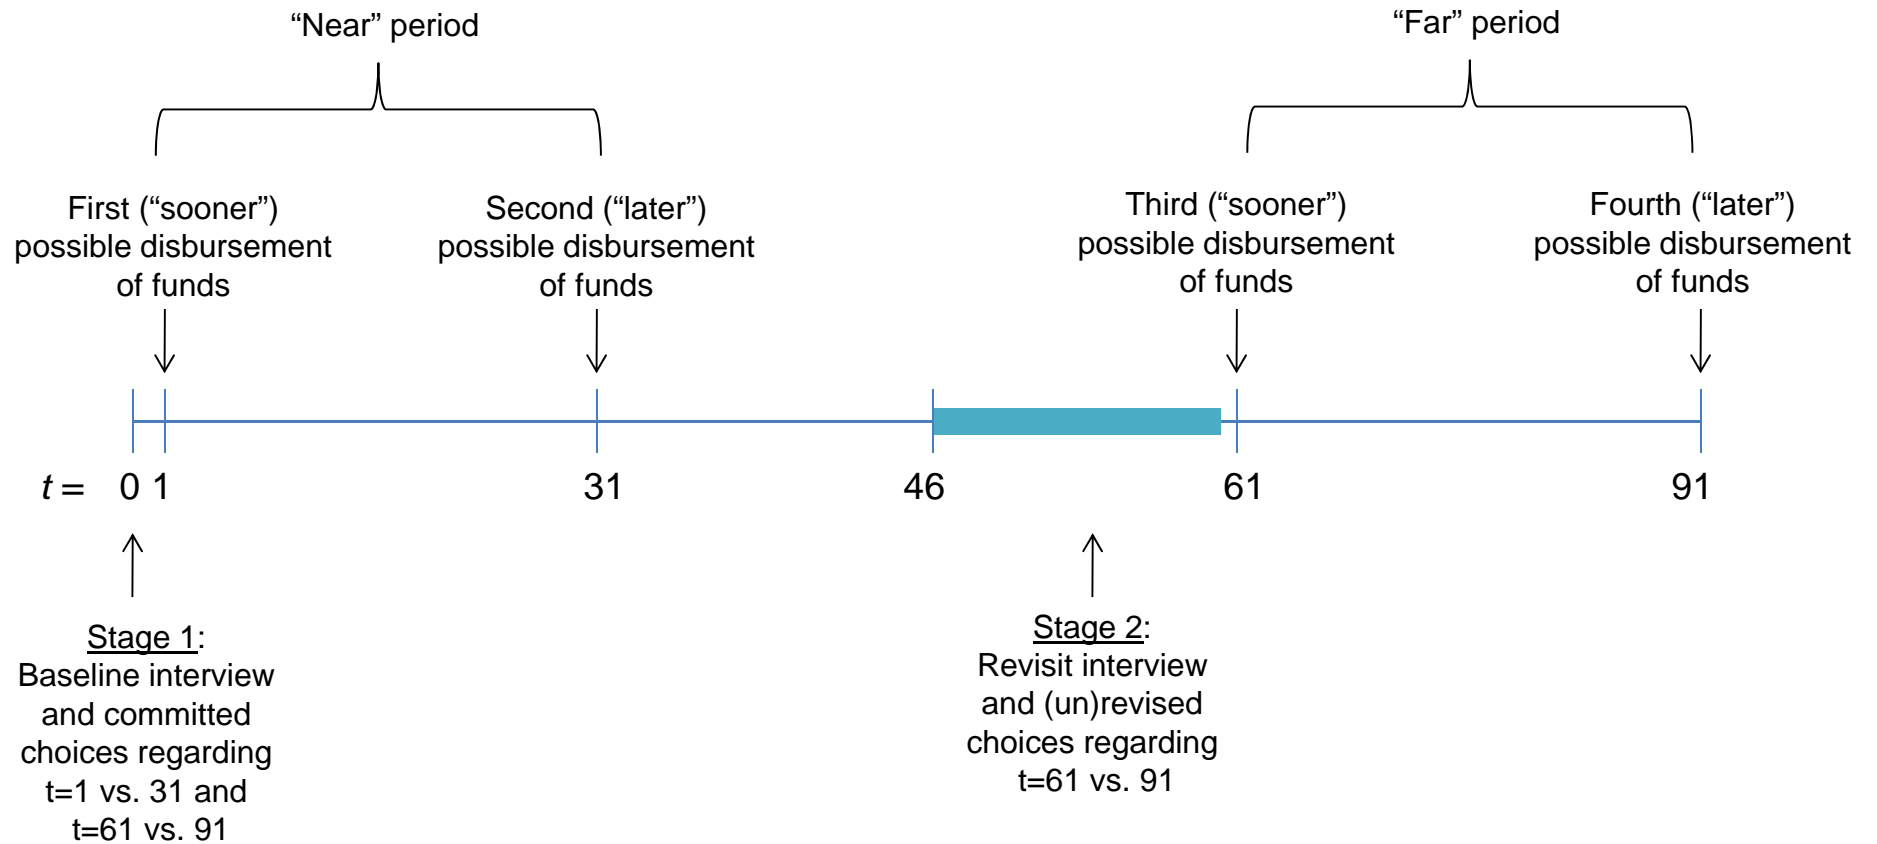 “Near” period
“Far” period
First (“sooner”)
possible disbursement
of funds
Second (“later”)
possible disbursement
of funds
Third (“sooner”)
possible disbursement
of funds
Fourth (“later”)
possible disbursement
of funds
t = 0 1 31 46 61 91
Stage 1:
Baseline interview
and committed
choices regarding
t=1 vs. 31 and
t=61 vs. 91
Stage 2:
Revisit interview
and (un)revised
choices regarding
t=61 vs. 91